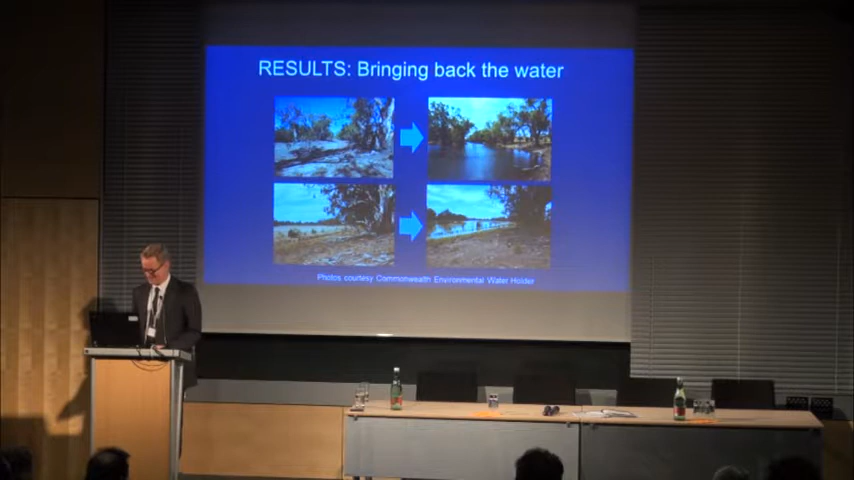 RESULTS: Bringing back the water
Photos courtesy Commonwealth Environmental Water Holder